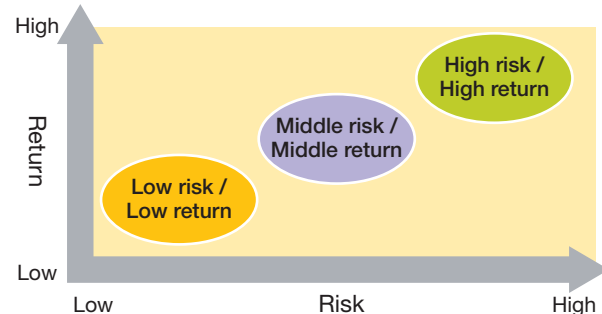 High
High risk /
High return
Middle risk /
Middle return
Return
Low risk /
Low return
Low
Low
Risk
High